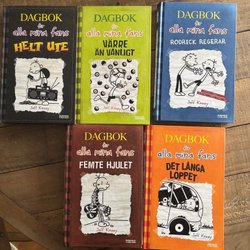 DAGBOK
för
alla mina fans
HELT UTE
Jeff Kinney
DAGBOK
för
alla mina fans
VÄRRE
ÄN VANLIGT
Jeff Kinney
DAGBOK
för
alla mina fans
RODRICK REGERAR
Jeff Kinney
DAGBOK
för
alla mina fans
FEMTE HJULET
Jeff Kinney
DAGBOK
för
alla mina fans
DET LÅNGA
LOPPET
Jeff Kinney